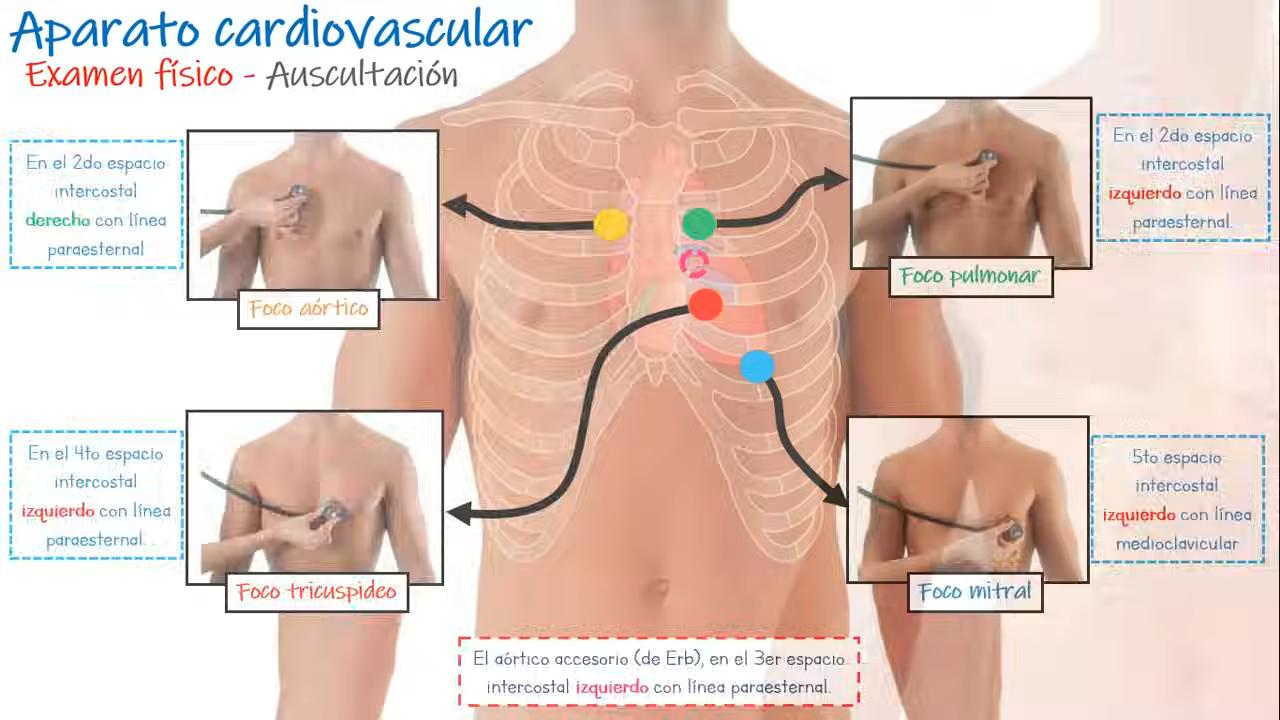 Aparato cardiovascular
Examen físico - Auscultación
En el 2do espacio
intercostal
derecho con línea
paraesternal
Foco aórtico
En el 2do espacio
intercostal
izquierdo con línea
paraesternal.
Foco pulmonar
En el 4to espacio
intercostal
izquierdo con línea
paraesternal.
Foco tricuspideo
5to espacio
intercostal
izquierdo con línea
medioclavicular
Foco mitral
El aórtico accesorio (de Erb), en el 3er espacio
intercostal izquierdo con línea paraesternal.